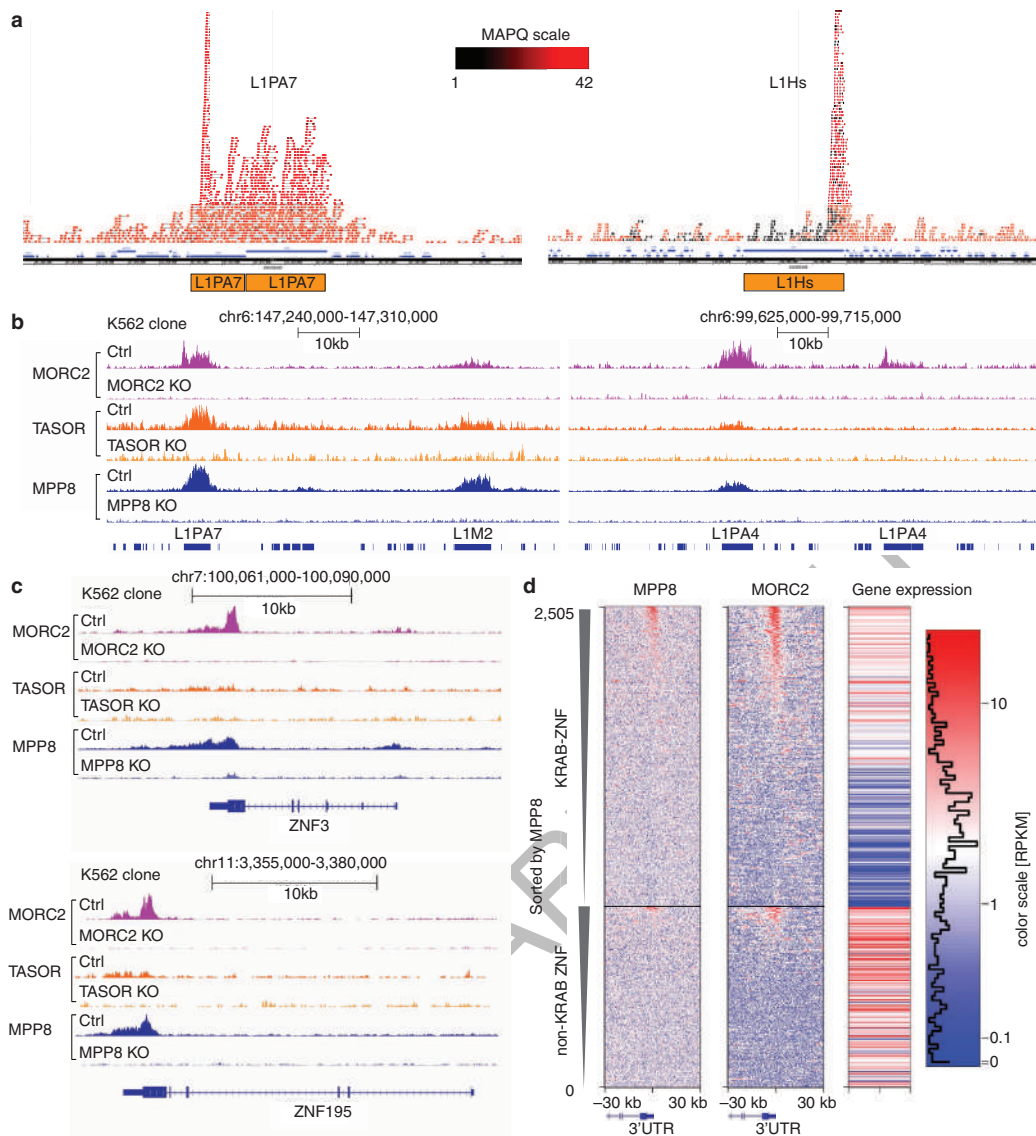 a
MAPQ scale
1 42
L1PA7
L1Hs
L1PA7 L1PA7
L1Hs
b
K562 clone
chr6:147,240,000-147,310,000
10kb
chr6:99,625,000-99,715,000
10kb
MORC2
Ctrl
MORC2 KO
TASOR
Ctrl
TASOR KO
MPP8
Ctrl
MPP8 KO
L1PA7 L1M2 L1PA4 L1PA4
c
K562 clone
chr7:100,061,000-100,090,000
10kb
MORC2
Ctrl
MORC2 KO
TASOR
Ctrl
TASOR KO
MPP8
Ctrl
MPP8 KO
ZNF3
K562 clone
chr11:3,355,000-3,380,000
10kb
MORC2
Ctrl
MORC2 KO
TASOR
Ctrl
TASOR KO
MPP8
Ctrl
MPP8 KO
ZNF195
d
MPP8 MORC2 Gene expression
2,505
KRAB-ZNF
Sorted by MPP8
non-KRAB ZNF
0
–30 kb 30 kb
3'UTR
–30 kb 30 kb
3'UTR
10
1
0.1
0
color scale [RPKM]